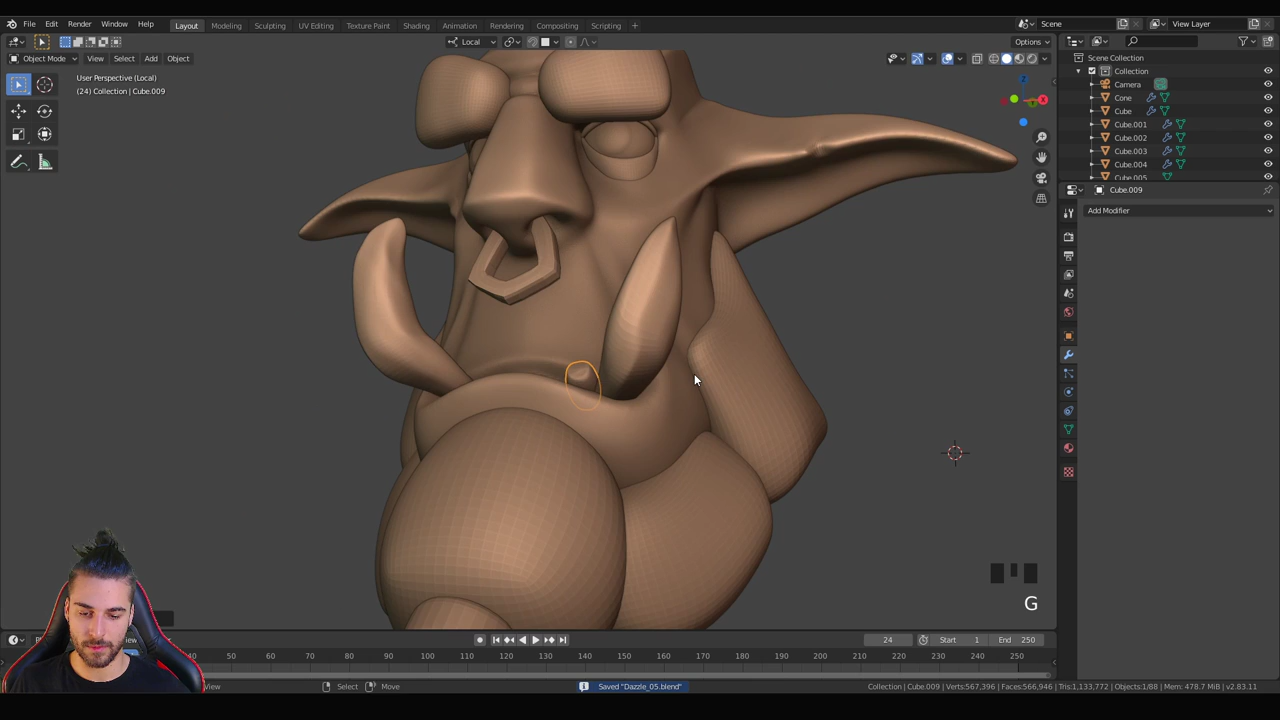 File Edit Render Window Help Layout Modeling Sculpting UV Editing Texture Paint Shading Animation Rendering Compositing Scripting + Scene View Layer
Local Options
Object Mode View Select Add Object
User Perspective (Local)
(24) Collection | Cube.009
Scene Collection
Collection
Camera
Cone
Cube
Cube.001
Cube.002
Cube.003
Cube.004
Cube.005
Cube.009
Add Modifier
G
24 Start 1 End 250
40 50 60 70 80 90 100 110 120 130 140 150 160 170 180 190 200 210 220 230 240 250
View Select Move Saved "Dazzle_05.blend" Collection | Cube.009 | Verts:567,396 | Faces:566,946 | Tris:1,133,772 | Objects:1/88 | Mem: 478.7 MiB | v2.83.11